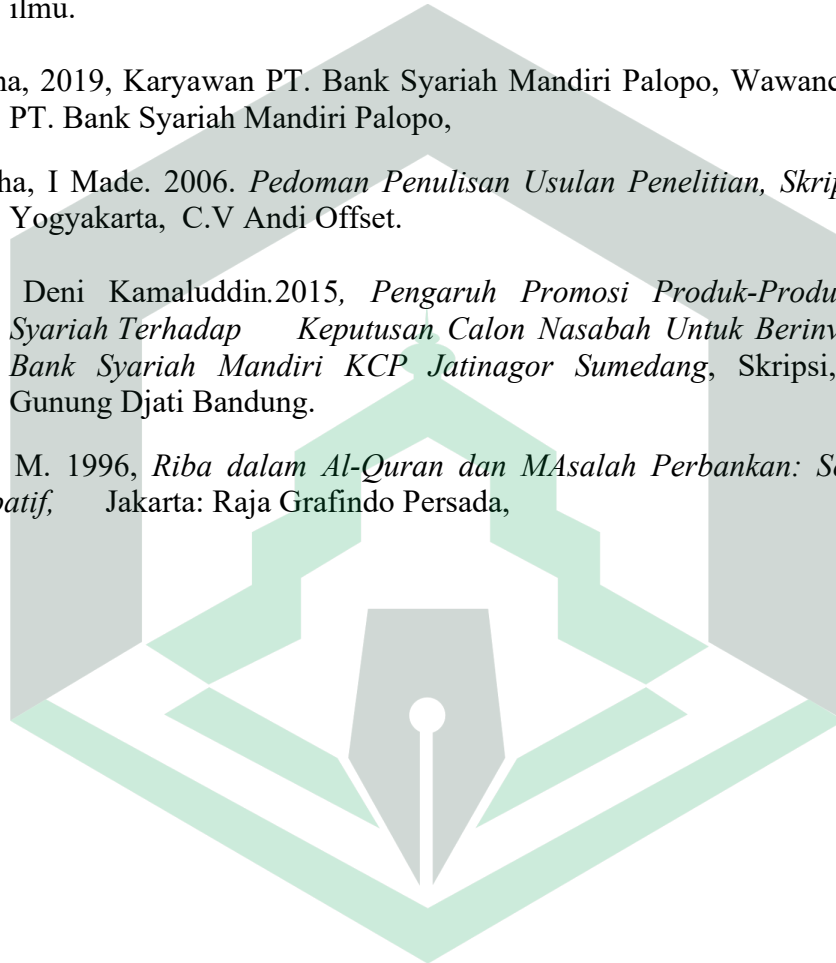 ilmu.
na, 2019, Karyawan PT. Bank Syariah Mandiri Palopo, Wawanc
PT. Bank Syariah Mandiri Palopo,
ha, I Made. 2006. Pedoman Penulisan Usulan Penelitian, Skrip
Yogyakarta, C.V Andi Offset.
Deni Kamaluddin.2015, Pengaruh Promosi Produk-Produ
Syariah Terhadap Keputusan Calon Nasabah Untuk Berinv
Bank Syariah Mandiri KCP Jatinagor Sumedang, Skripsi,
Gunung Djati Bandung.
M. 1996, Riba dalam Al-Quran dan MAsalah Perbankan: Se
patif, Jakarta: Raja Grafindo Persada,